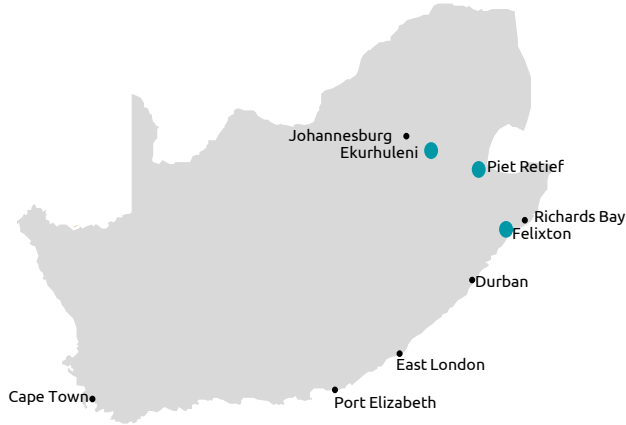 Johannesburg
Ekurhuleni
Piet Retief
Richards Bay
Felixton
Durban
East London
Cape Town
Port Elizabeth